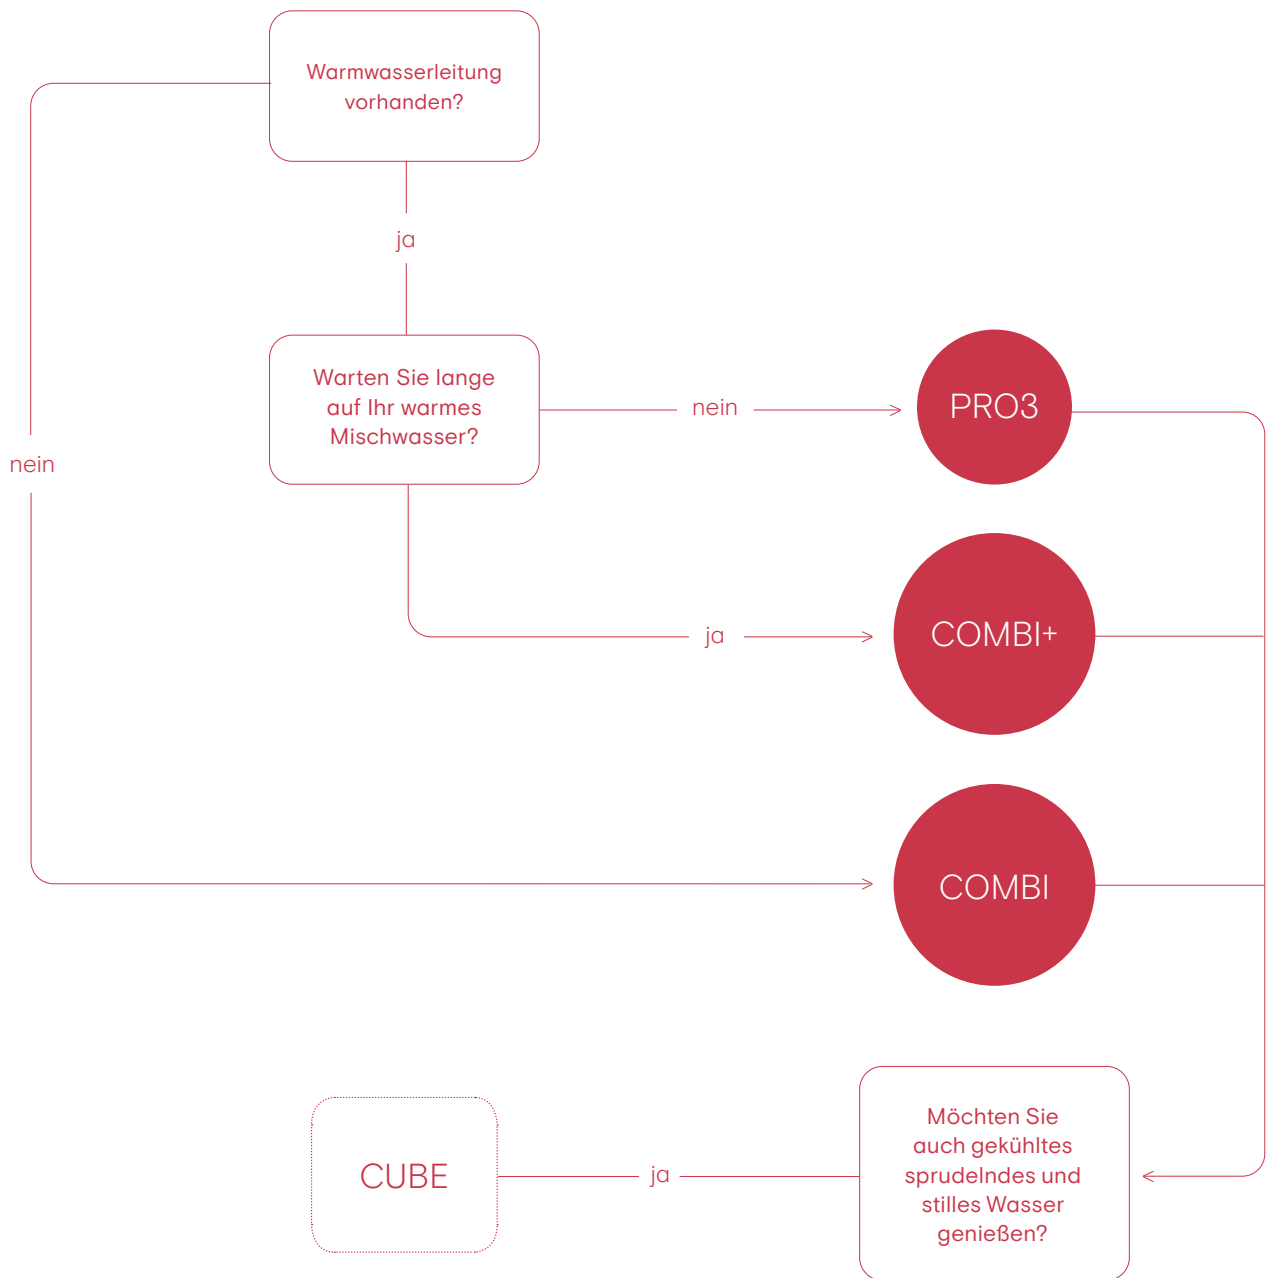 Warmwasserleitung
vorhanden?
ja
Warten Sie lange
auf Ihr warmes
Mischwasser?
nein
PRO3
nein
ja
COMBI+
COMBI
Möchten Sie
auch gekühltes
sprudelndes und
stilles Wasser
genießen?
ja
CUBE